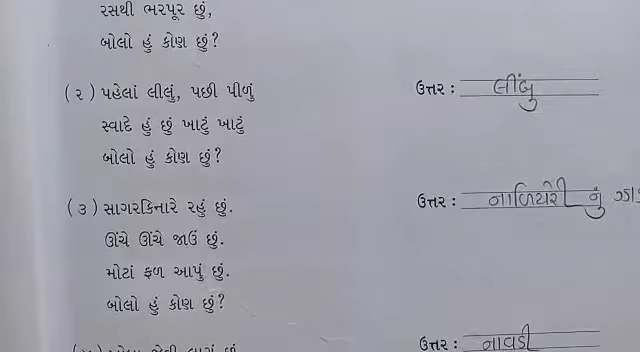 રસથી ભરપૂર છું,
બોલો હું કોણ છું?
(૨) પહેલાં લીલું, પછી પીળું
ઉત્તર : લીંબુ
સ્વાદે હું છું ખાટું ખાટું
બોલો હું કોણ છું?
(૩) સાગરકિનારે રહું છું.
ઉત્તર : નાળિયેરી નું
ઊંચે ઊંચે જાઉં છું.
મોટાં ફળ આપું છું.
બોલો હું કોણ છું?
ઉત્તર : નાવડી